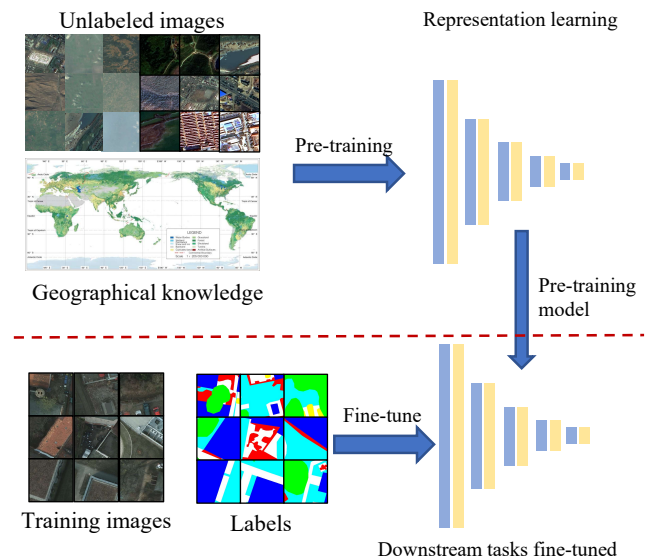 Unlabeled images
Representation learning
Pre-training
LEGEND
Geographical knowledge
Pre-training
model
Fine-tune
Training images
Labels
Downstream tasks fine-tuned